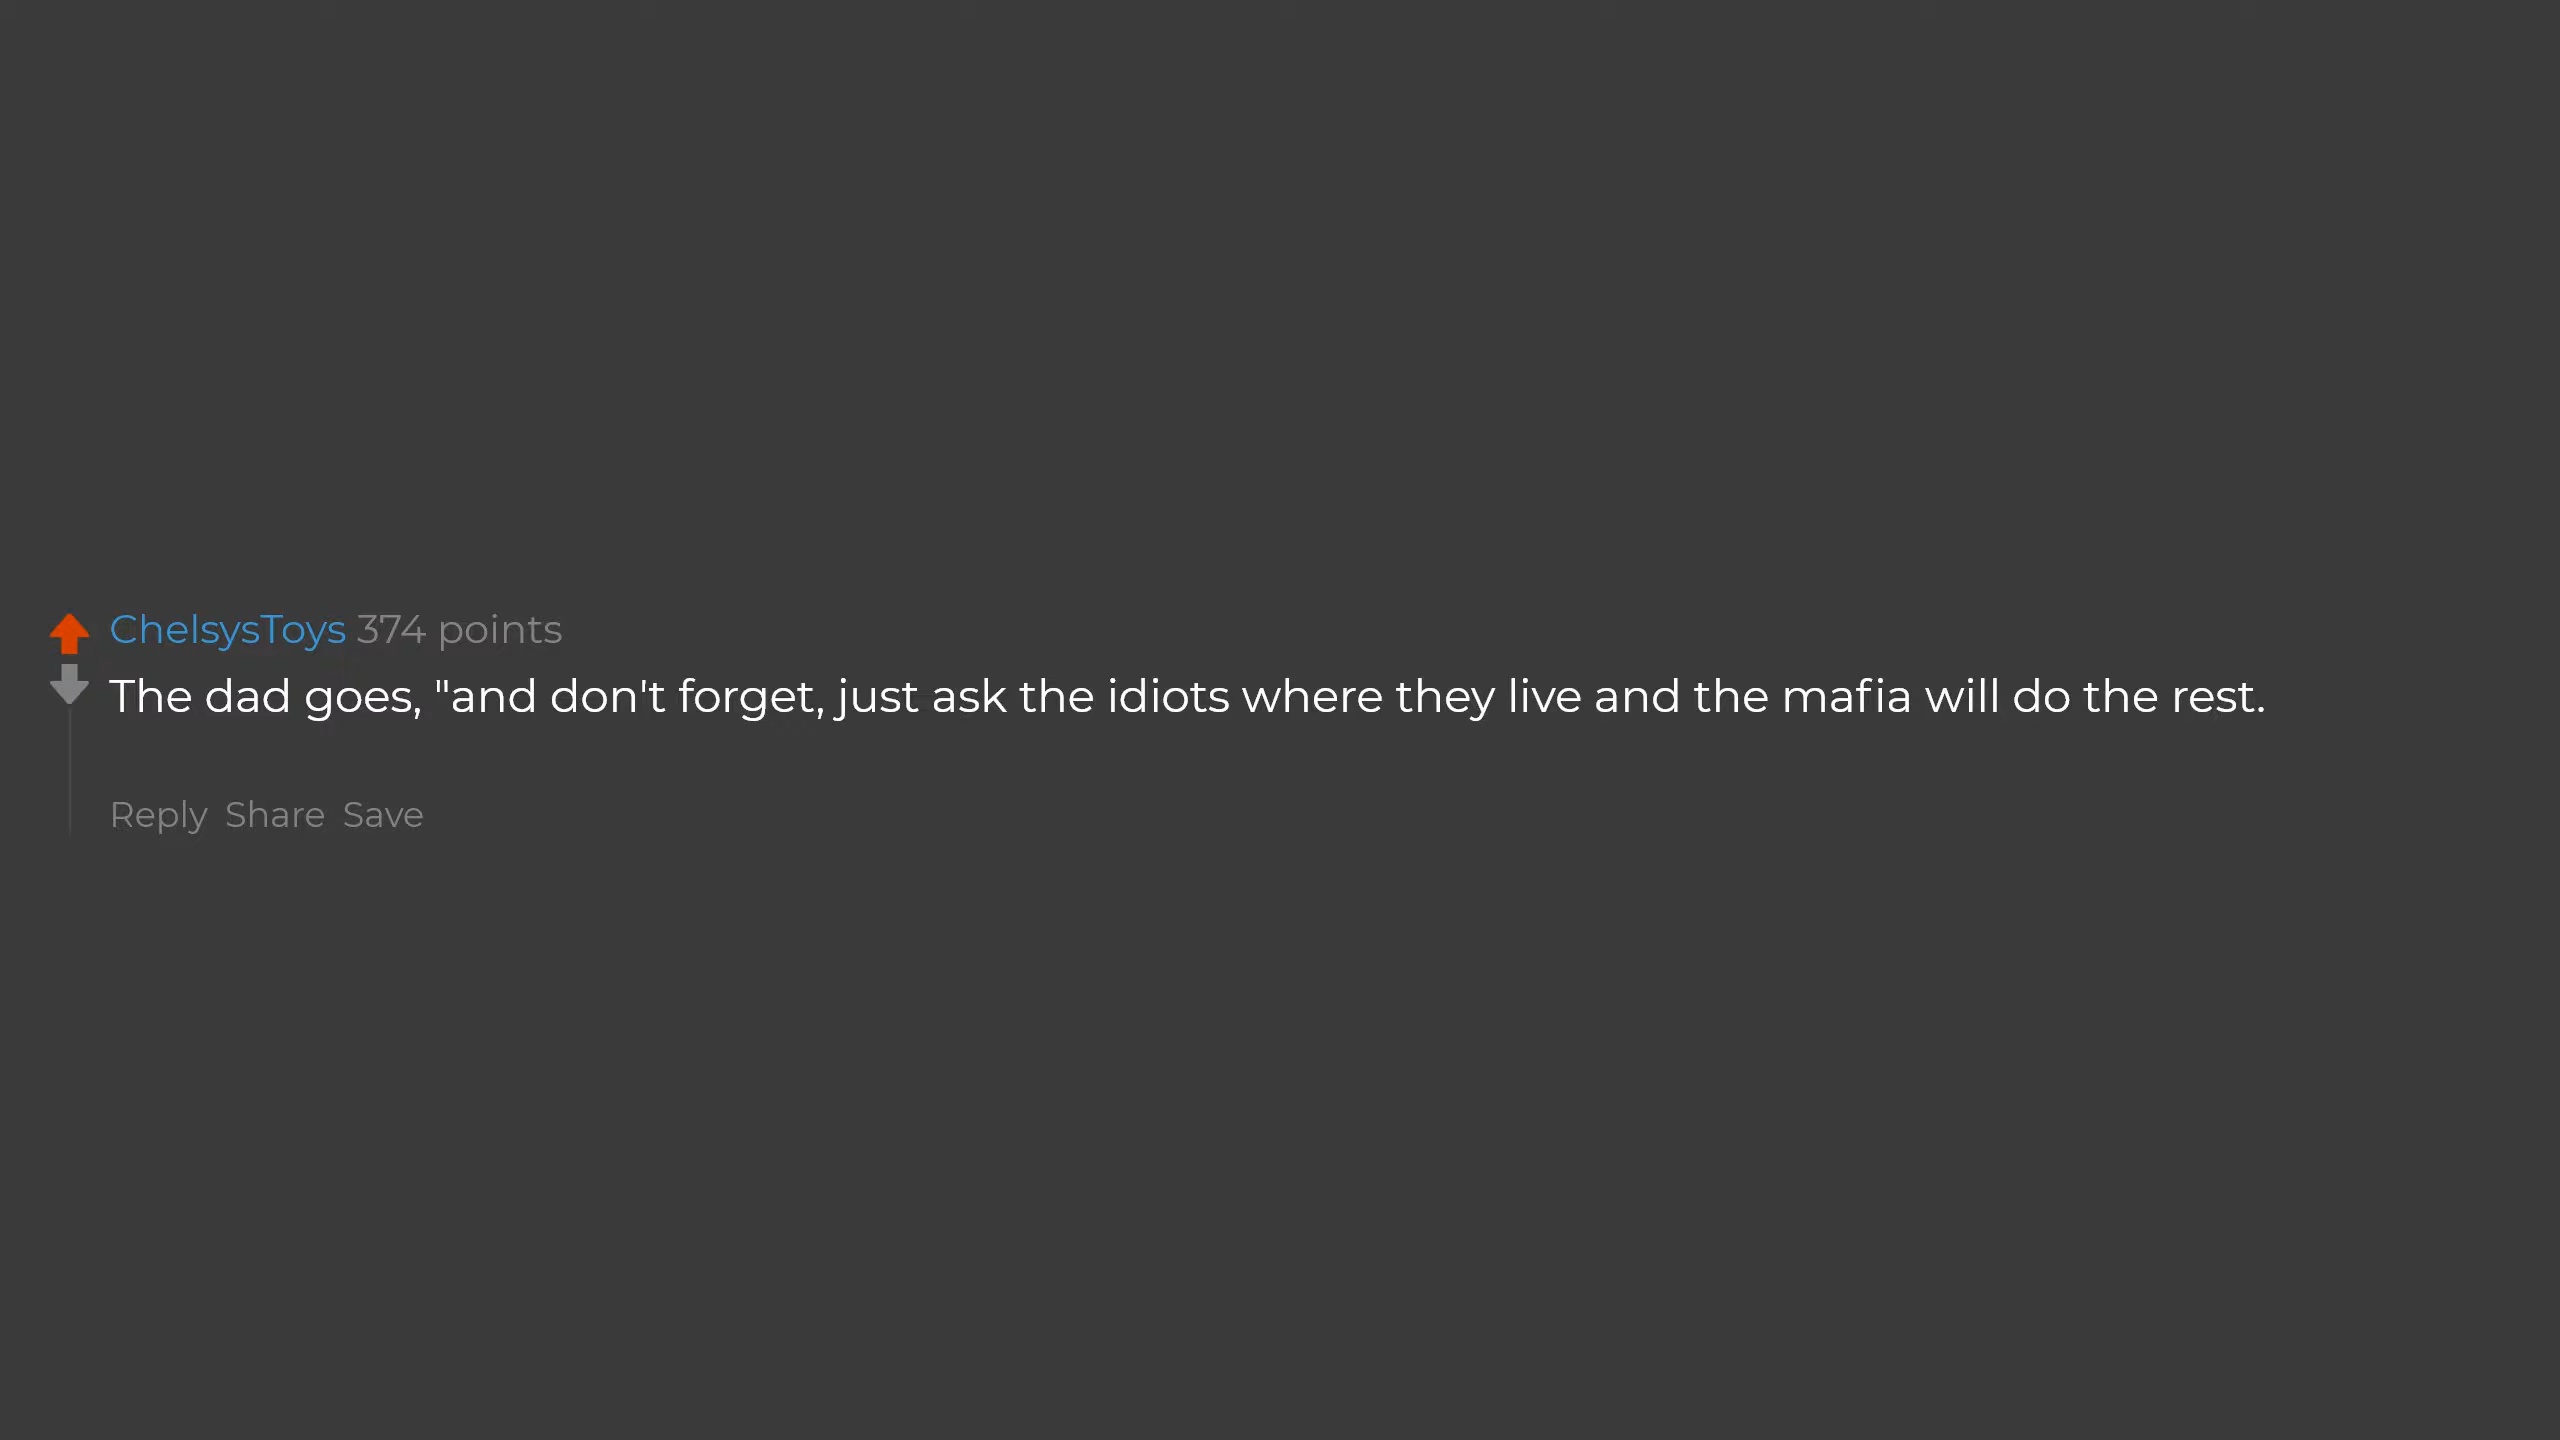 ChelsysToys 374 points
The dad goes, "and don't forget, just ask the idiots where they live and the mafia will do the rest.
Reply Share Save